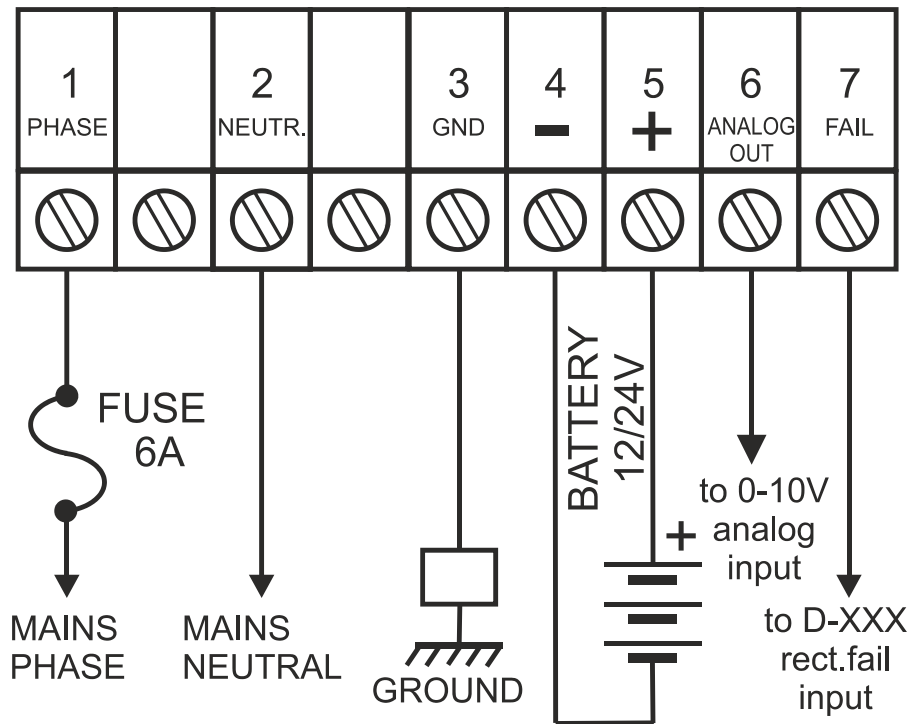 1
PHASE
2
NEUTR.
3
GND
4
-
5
+
6
ANALOG
OUT
7
FAIL
FUSE
6A
BATTERY
12/24V
+
to 0-10V
analog
input
to D-XXX
rect.fail
input
MAINS
PHASE
MAINS
NEUTRAL
GROUND